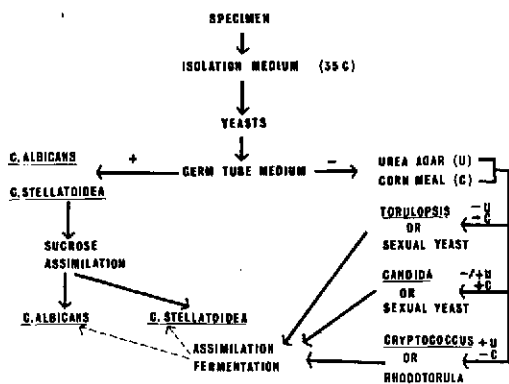 SPECIMEN
ISOLATION MEDIUM (35C)
YEASTS
C. ALBICANS + GERM TUBE MEDIUM - UREA AGAR (U)
CORN MEAL (C)
C. STELLATOIDEA
TORULOPSIS -U
OR -C
SEXUAL YEAST
SUCROSE
ASSIMILATION
CANDIDA -/+U
OR +C
SEXUAL YEAST
C. ALBICANS C. STELLATOIDEA
CRYPTOCOCCUS +U
OR -C
RHODOTORULA
ASSIMILATION
FERMENTATION